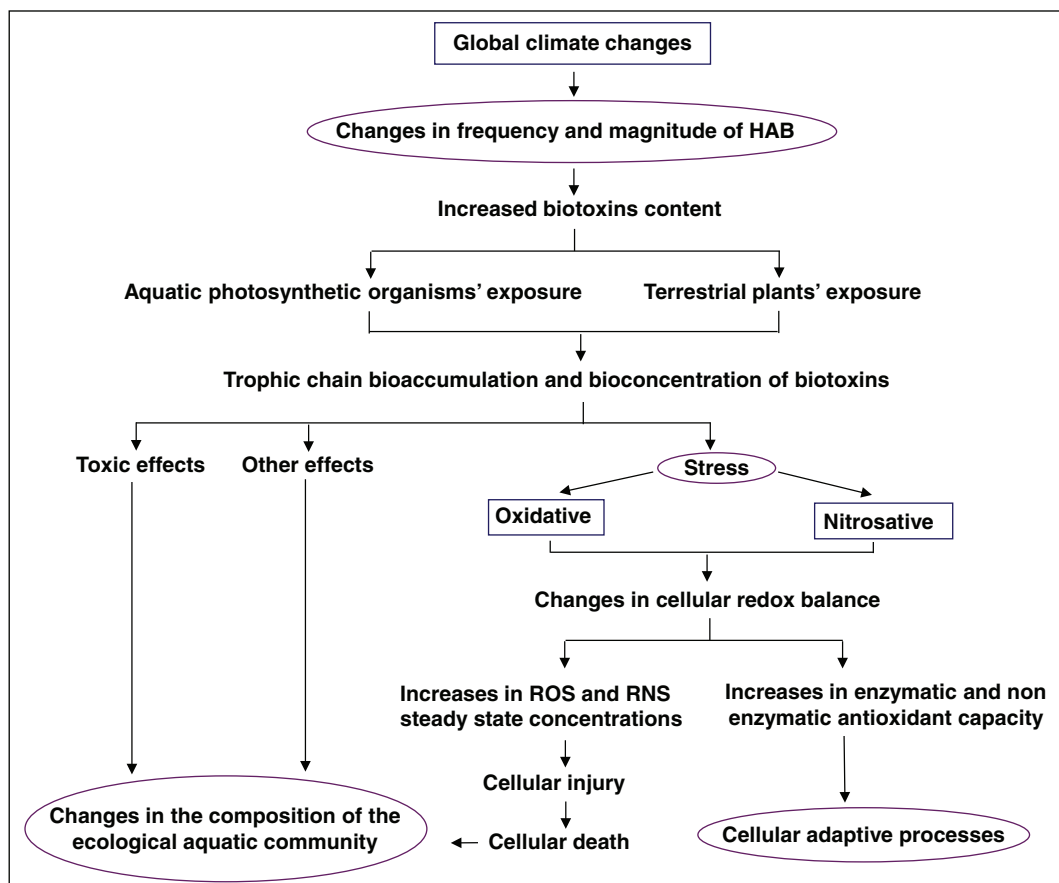 Global climate changes
Changes in frequency and magnitude of HAB
Increased biotoxins content
Aquatic photosynthetic organisms’ exposure
Terrestrial plants’ exposure
Trophic chain bioaccumulation and bioconcentration of biotoxins
Toxic effects
Other effects
Stress
Oxidative
Nitrosative
Changes in cellular redox balance
Increases in ROS and RNS
steady state concentrations
Increases in enzymatic and non
enzymatic antioxidant capacity
Cellular injury
Changes in the composition of the
ecological aquatic community
Cellular death
Cellular adaptive processes